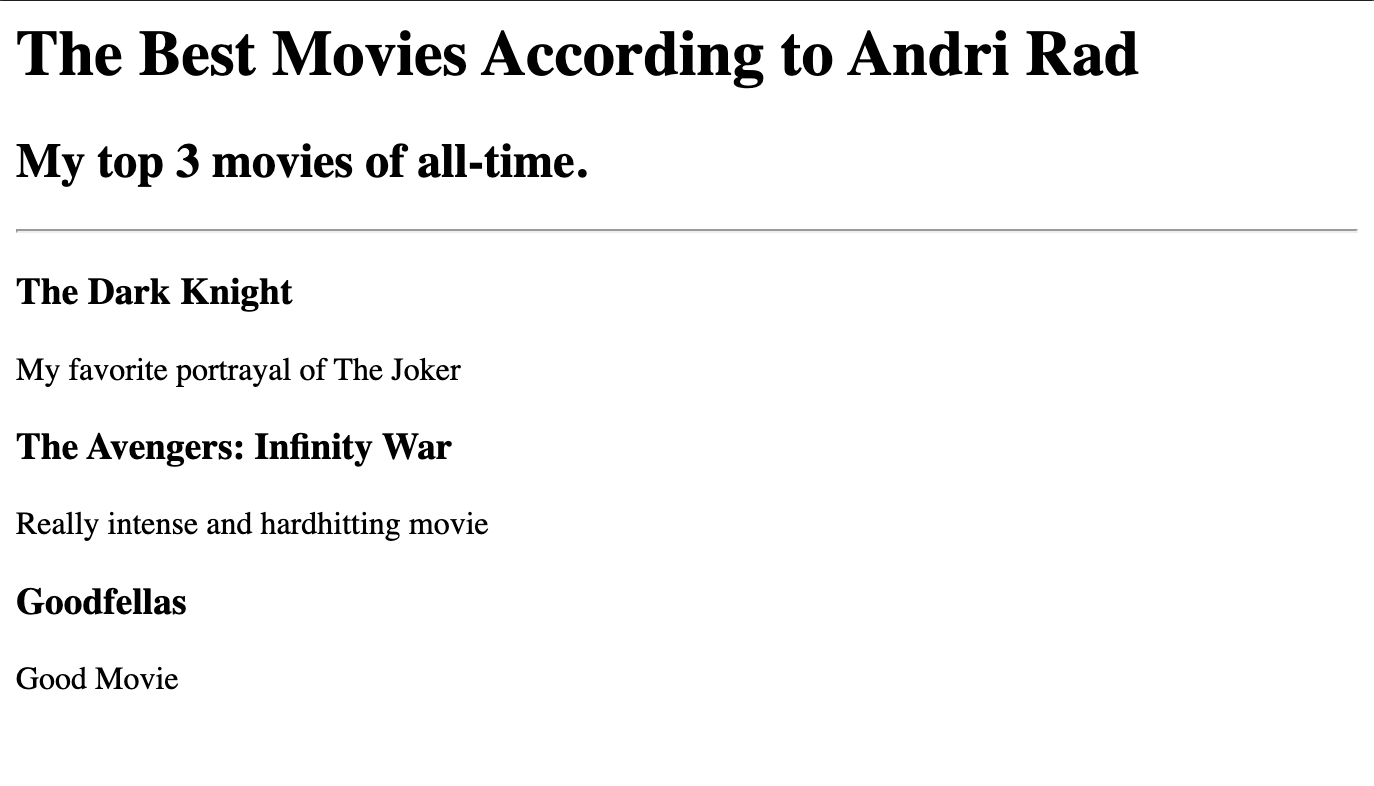 The Best Movies According to Andri Rad
My top 3 movies of all-time.
The Dark Knight
My favorite portrayal of The Joker
The Avengers: Infinity War
Really intense and hardhitting movie
Goodfellas
Good Movie